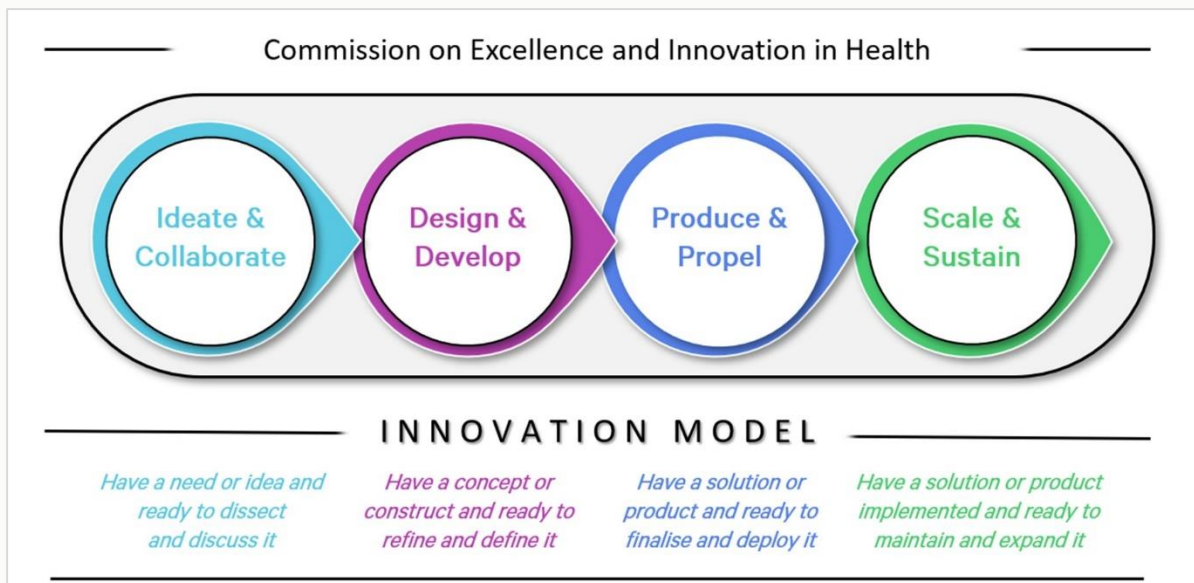 Commission on Excellence and Innovation in Health
Ideate &
Collaborate
Design &
Develop
Produce &
Propel
Scale &
Sustain
INNOVATION MODEL
Have a need or idea and
ready to dissect
and discuss it
Have a concept or
construct and ready to
refine and define it
Have a solution or
product and ready to
finalise and deploy it
Have a solution or product
implemented and ready to
maintain and expand it